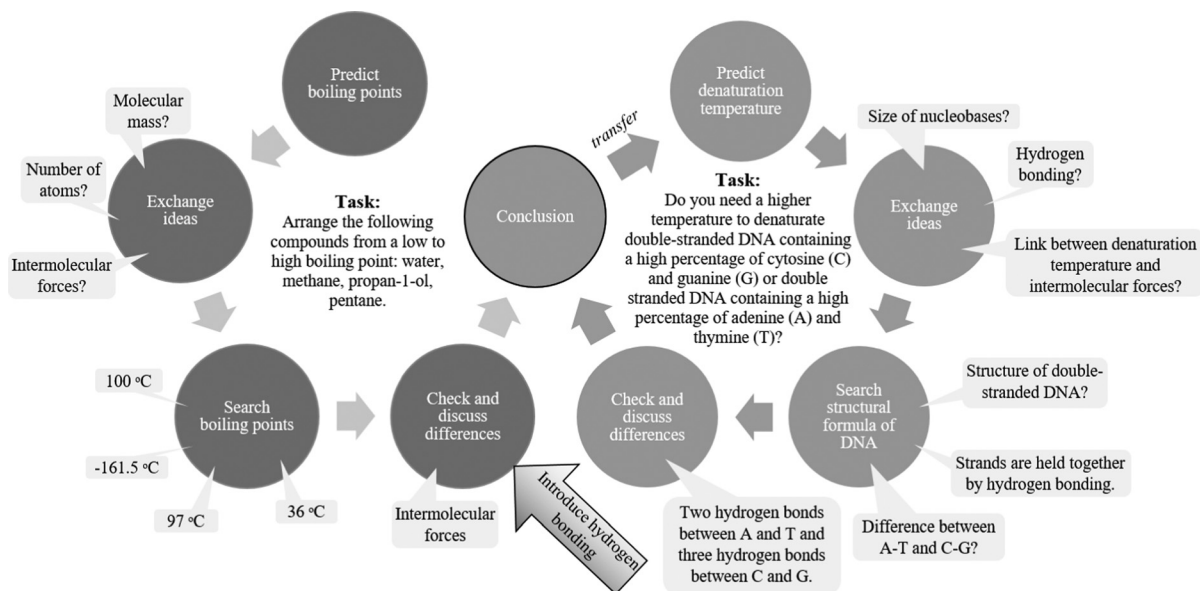 Predict
boiling points
Molecular
mass?
Number of
atoms?
Exchange
ideas
Intermolecular
forces?
Task:
Arrange the following
compounds from a low to
high boiling point: water,
methane, propan-1-ol,
pentane.
Search
boiling points
100 °C
-161.5 °C
97 °C
36 °C
Check and
discuss
differences
Intermolecular
forces
Introduce hydrogen
bonding
Conclusion
transfer
Predict
denaturation
temperature
Size of nucleobases?
Hydrogen
bonding?
Exchange
ideas
Link between denaturation
temperature and
intermolecular forces?
Task:
Do you need a higher
temperature to denaturate
double-stranded DNA containing
a high percentage of cytosine (C)
and guanine (G) or double
stranded DNA containing a high
percentage of adenine (A) and
thymine (T)?
Search
structural
formula of
DNA
Structure of double-
stranded DNA?
Strands are held together
by hydrogen bonding.
Difference between
A-T and C-G?
Check and
discuss
differences
Two hydrogen bonds
between A and T and
three hydrogen bonds
between C and G.